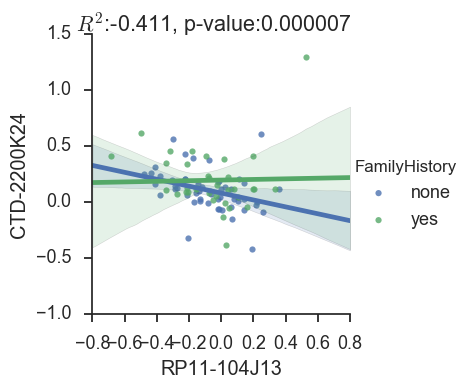 R²:-0.411, p-value:0.000007
1.5
1.0
0.5
0.0
−0.5
−1.0
CTD-2200K24
−0.8 −0.6 −0.4 −0.2 0.0 0.2 0.4 0.6 0.8
RP11-104J13
FamilyHistory
none
yes